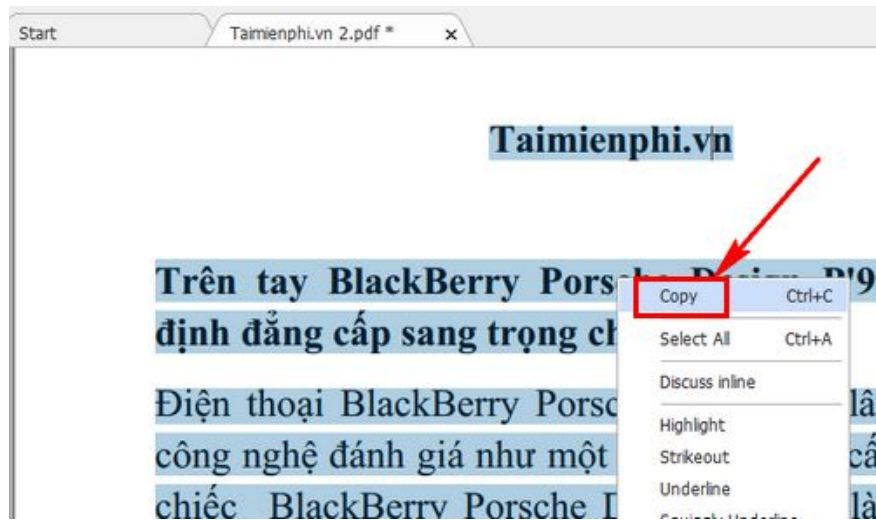 Start
Taimienphi.vn 2.pdf *
x
Taimienphi.vn
Trên tay BlackBerry Porsche Design P'9
định đẳng cấp sang trọng
Copy Ctrl+C
Select All Ctrl+A
Discuss inline
Highlight
Strikeout
Underline
Squiggly Underline
Điện thoại BlackBerry
công nghệ đánh giá như một
chiếc BlackBerry Porsche